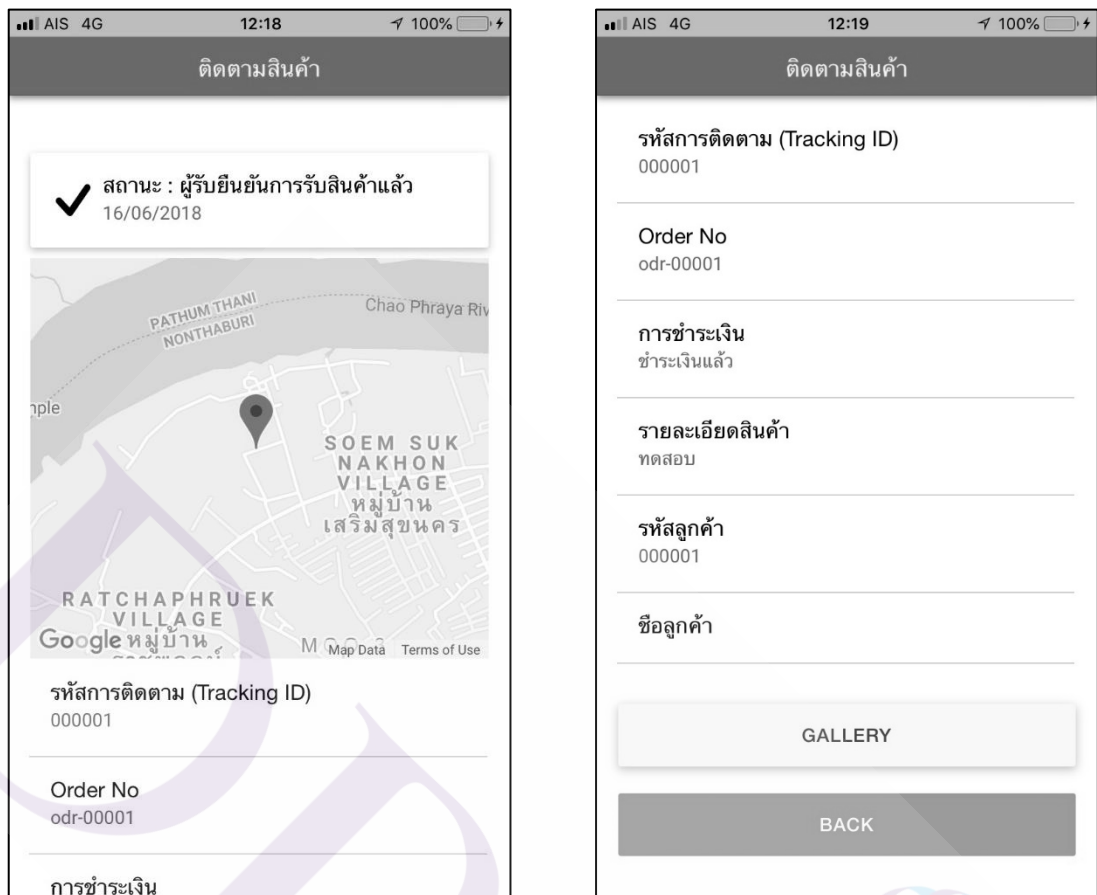 AIS 4G 12:18 100%
ติดตามสินค้า
สถานะ : ผู้รับยืนยันการรับสินค้าแล้ว
16/06/2018
PATHUM THANI
NONTHABURI
Chao Phraya Riv
nple
SOEM SUK
NAKHON
VILLAGE
หมู่บ้าน
เสริมสุขนคร
RATCHAPHRUEK
VILLAGE
หมู่บ้าน
Google
Map Data Terms of Use
รหัสการติดตาม (Tracking ID)
000001
Order No
odr-00001
การชำระเงิน
AIS 4G 12:19 100%
ติดตามสินค้า
รหัสการติดตาม (Tracking ID)
000001
Order No
odr-00001
การชำระเงิน
ชำระเงินแล้ว
รายละเอียดสินค้า
ทดสอบ
รหัสลูกค้า
000001
ชือลูกค้า
GALLERY
BACK